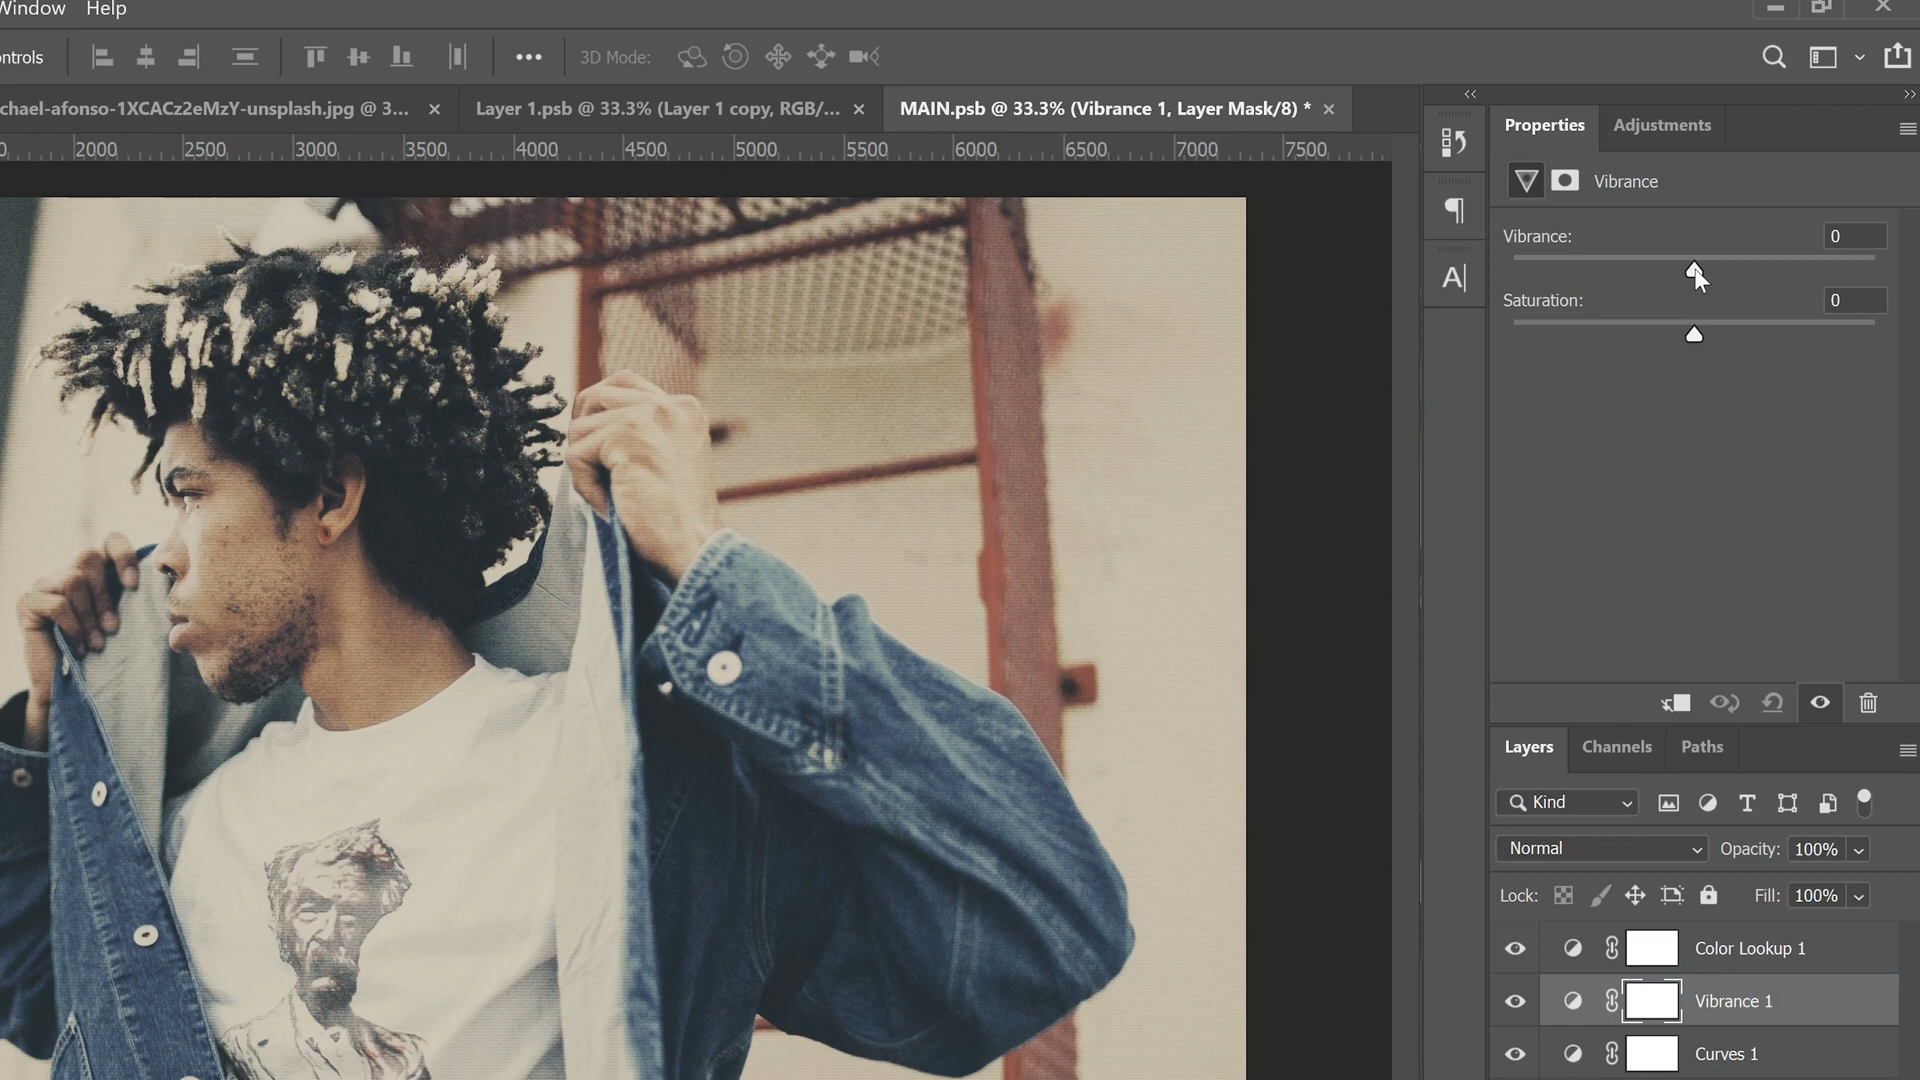 Window Help
ontrols
3D Mode:
chael-afonso-1XCACz2eMzY-unsplash.jpg @ 3...
Layer 1.psb @ 33.3% (Layer 1 copy, RGB/...
MAIN.psb @ 33.3% (Vibrance 1, Layer Mask/8) *
0 2000 2500 3000 3500 4000 4500 5000 5500 6000 6500 7000 7500
Properties
Adjustments
Vibrance
Vibrance: 0
Saturation: 0
Layers Channels Paths
Kind
Normal Opacity: 100%
Lock: Fill: 100%
Color Lookup 1
Vibrance 1
Curves 1